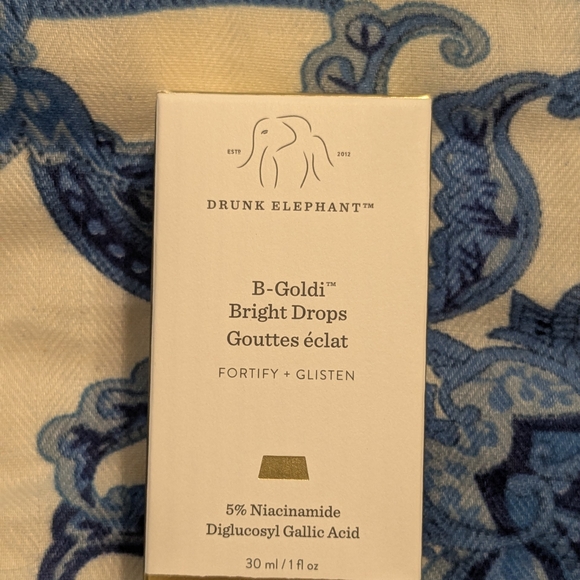 ESTD 2012
DRUNK ELEPHANT™
B-Goldi™
Bright Drops
Gouttes éclat
FORTIFY + GLISTEN
5% Niacinamide
Diglucosyl Gallic Acid
30 ml / 1 fl oz